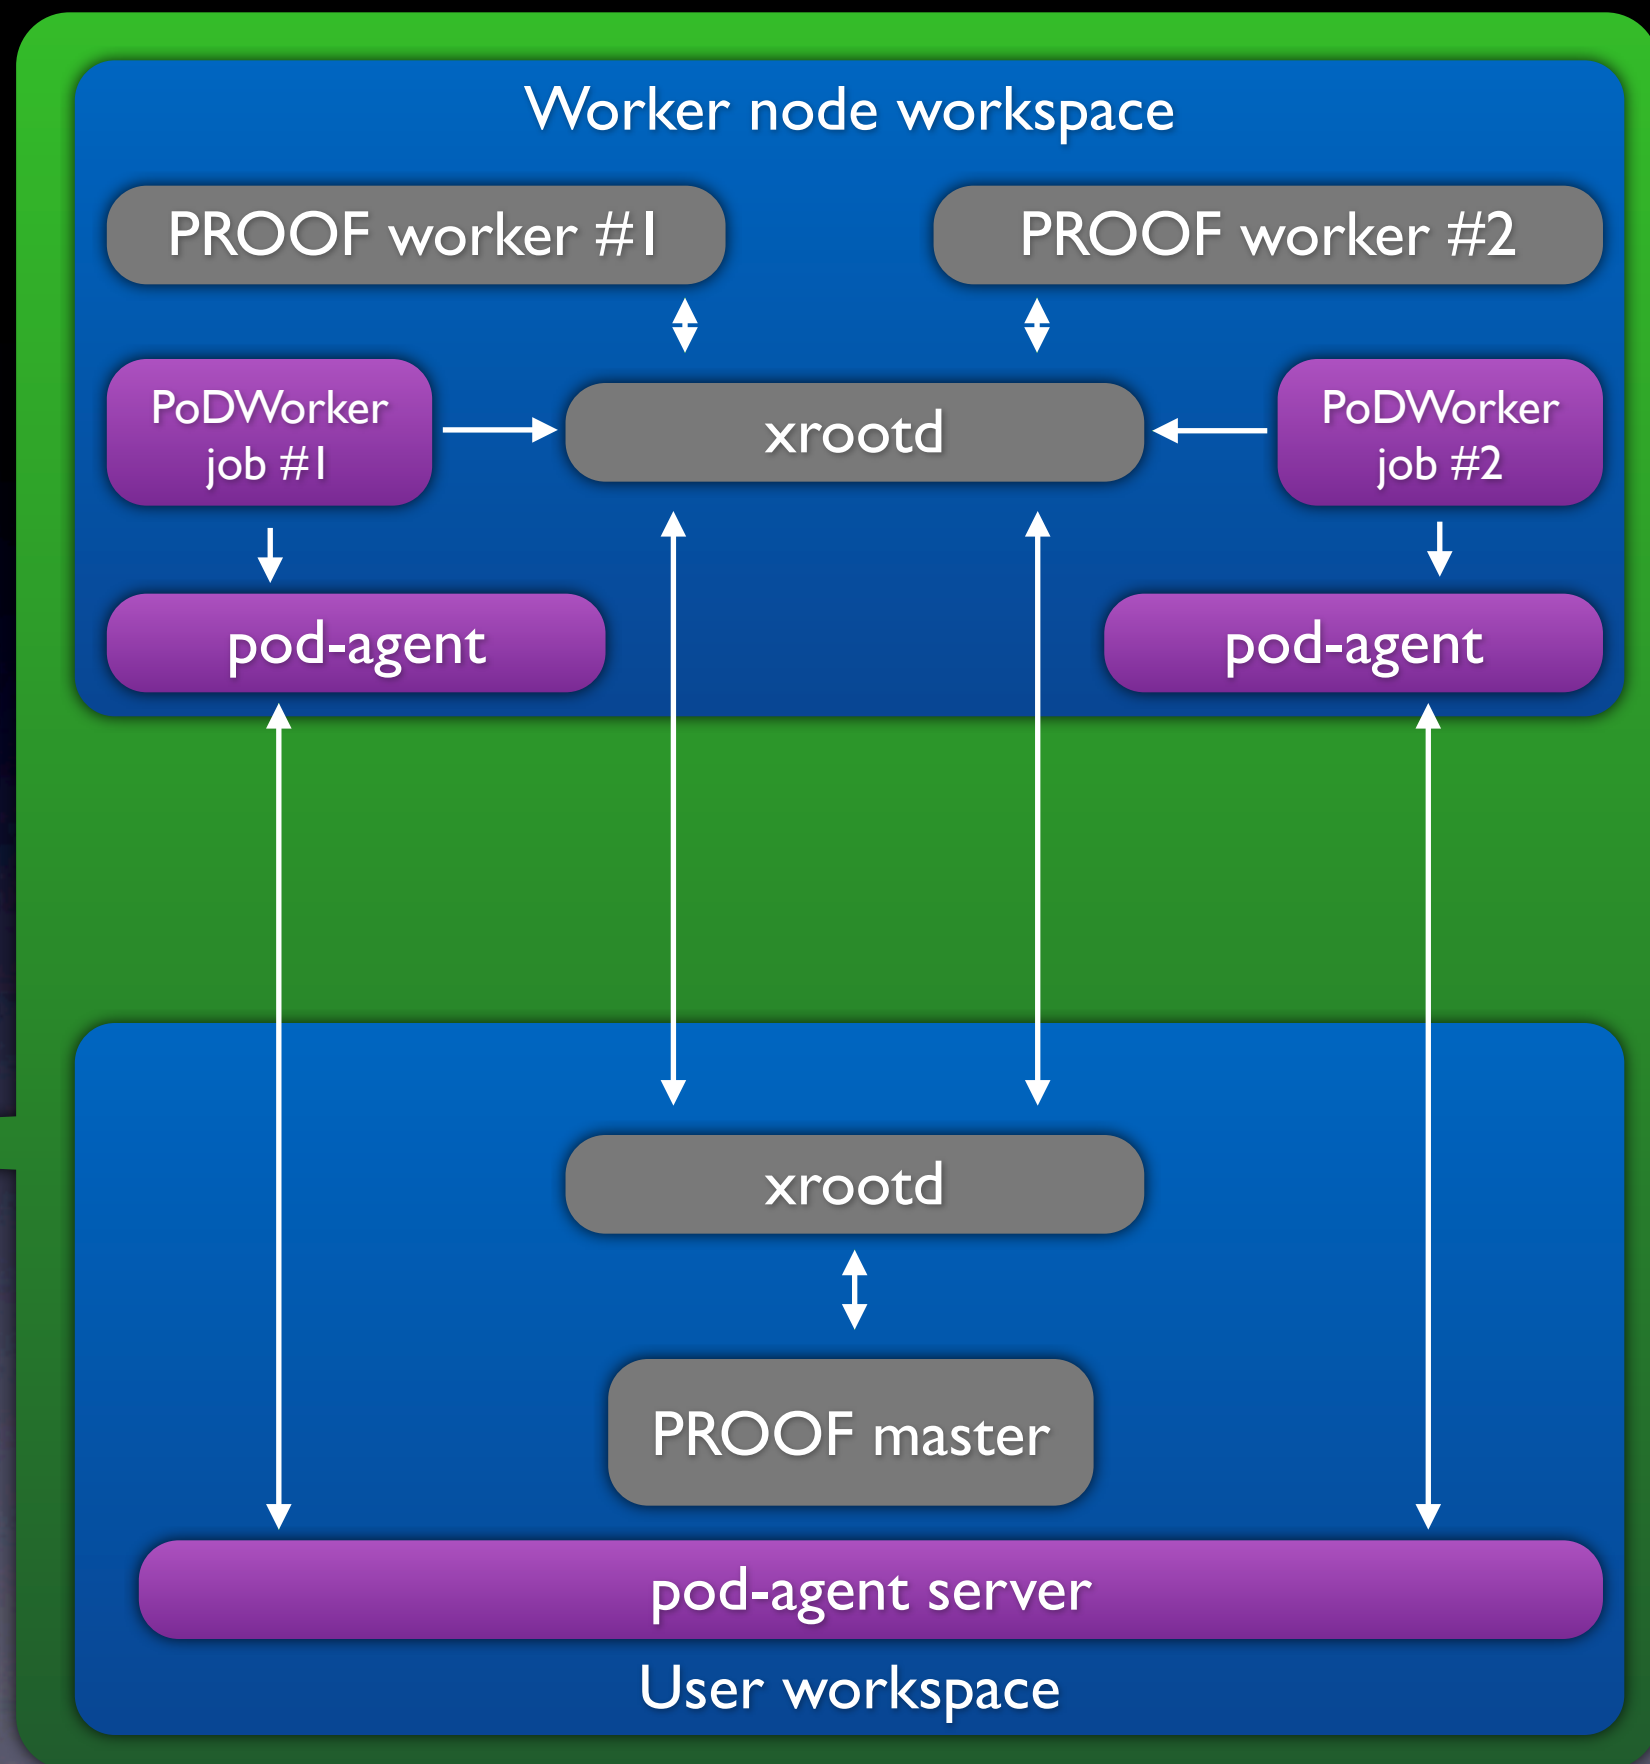 Worker node workspace
PROOF worker #1
PROOF worker #2
PoDWorker
job #1
xrootd
PoDWorker
job #2
pod-agent
pod-agent
xrootd
PROOF master
pod-agent server
User workspace